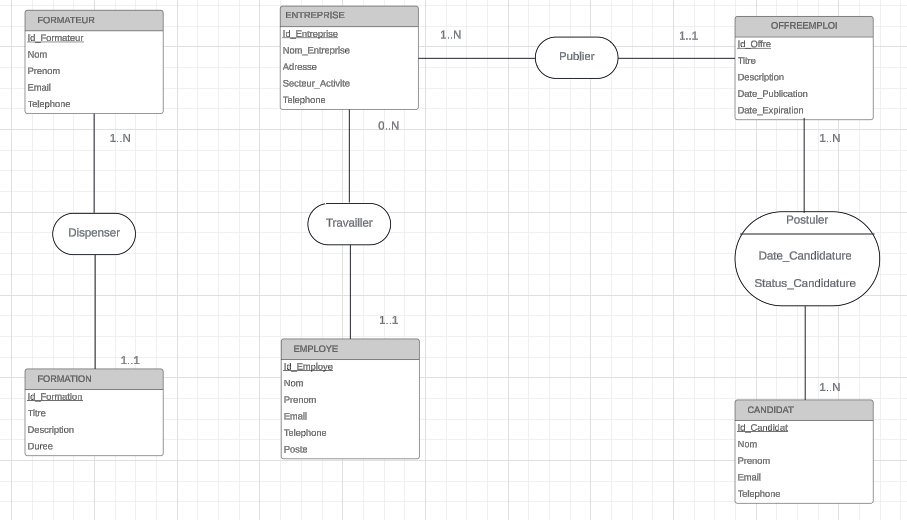 FORMATEUR
Id_Formateur
Nom
Prenom
Email
Telephone
1..N
Dispenser
1..1
FORMATION
Id_Formation
Titre
Description
Duree
ENTREPRISE
Id_Entreprise
Nom_Entreprise
Adresse
Secteur_Activite
Telephone
0..N
Travailler
1..1
EMPLOYE
Id_Employe
Nom
Prenom
Email
Telephone
Poste
1..N
Publier
1..1
OFFREEMPLOI
Id_Offre
Titre
Description
Date_Publication
Date_Expiration
1..N
Postuler
Date_Candidature
Status_Candidature
1..N
CANDIDAT
Id_Candidat
Nom
Prenom
Email
Telephone